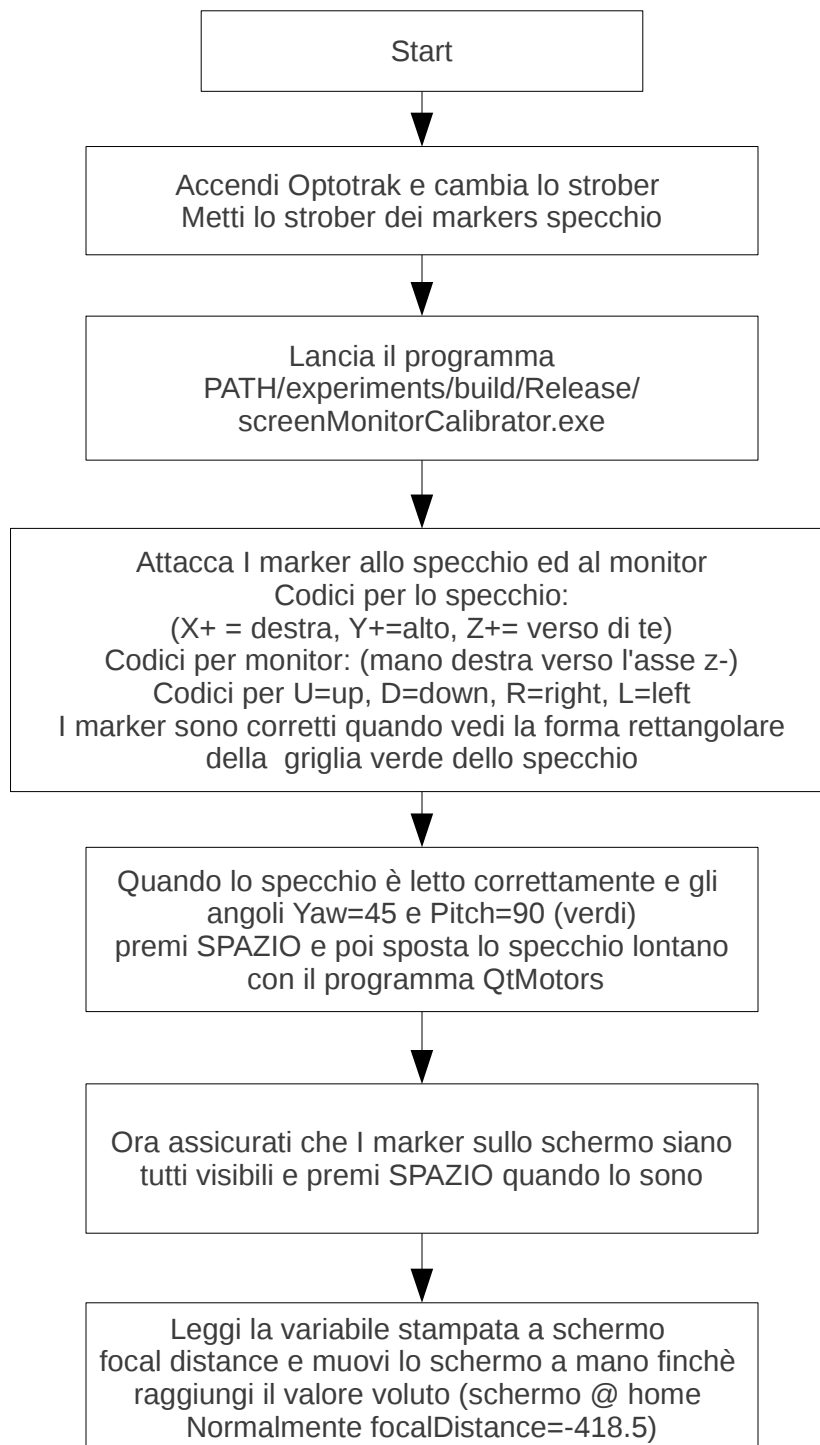 Start
Accendi Optotrak e cambia lo strober
Metti lo strober dei markers specchio
Lancia il programma
PATH/experiments/build/Release/
screenMonitorCalibrator.exe
Attacca I marker allo specchio ed al monitor
Codici per lo specchio:
(X+ = destra, Y+=alto, Z+= verso di te)
Codici per monitor: (mano destra verso l'asse z-)
Codici per U=up, D=down, R=right, L=left
I marker sono corretti quando vedi la forma rettangolare
della griglia verde dello specchio
Quando lo specchio è letto correttamente e gli
angoli Yaw=45 e Pitch=90 (verdi)
premi SPAZIO e poi sposta lo specchio lontano
con il programma QtMotors
Ora assicurati che I marker sullo schermo siano
tutti visibili e premi SPAZIO quando lo sono
Leggi la variabile stampata a schermo
focal distance e muovi lo schermo a mano finchè
raggiungi il valore voluto (schermo @ home
Normalmente focalDistance=-418.5)